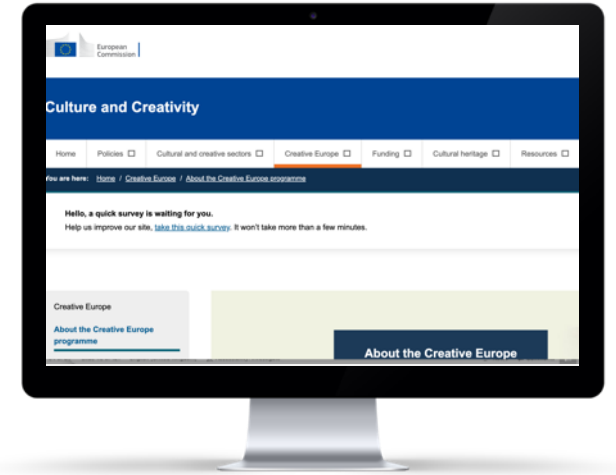 European
Commission
Culture and Creativity
Home Policies Cultural and creative sectors Creative Europe Funding Cultural heritage Resources
You are here: Home / Creative Europe / About the Creative Europe programme
Hello, a quick survey is waiting for you.
Help us improve our site, take this quick survey. It won't take more than a few minutes.
Creative Europe
About the Creative Europe
programme
About the Creative Europe